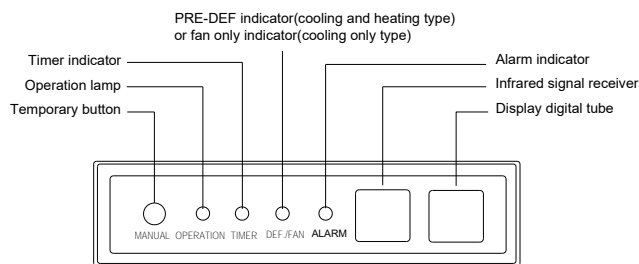 PRE-DEF indicator(cooling and heating type)
or fan only indicator(cooling only type)
Timer indicator
Operation lamp
Temporary button
Alarm indicator
Infrared signal receiver
Display digital tube
MANUAL OPERATION TIMER DEF./FAN ALARM